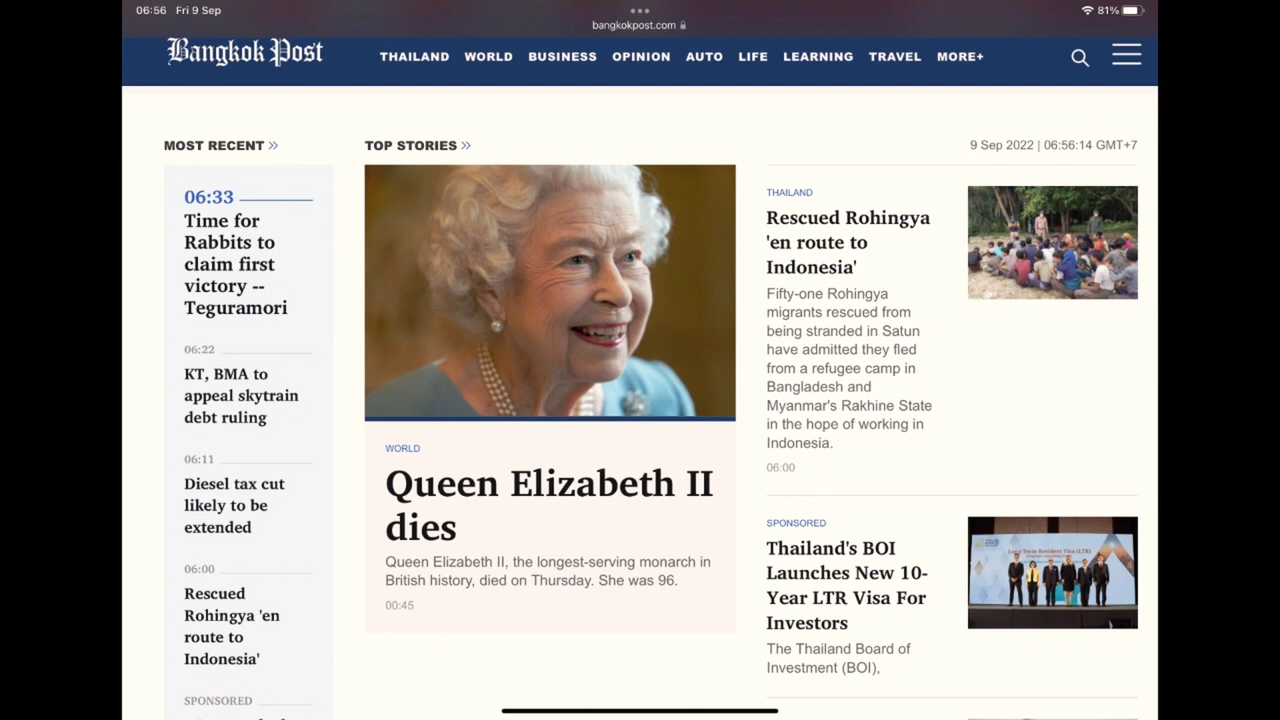 06:56 Fri 9 Sep
81%
bangkokpost.com
Bangkok Post
THAILAND WORLD BUSINESS OPINION AUTO LIFE LEARNING TRAVEL MORE+
MOST RECENT »
06:33
Time for
Rabbits to
claim first
victory --
Teguramori
06:22
KT, BMA to
appeal skytrain
debt ruling
06:11
Diesel tax cut
likely to be
extended
06:00
Rescued
Rohingya 'en
route to
Indonesia'
SPONSORED
TOP STORIES »
WORLD
Queen Elizabeth II
dies
Queen Elizabeth II, the longest-serving monarch in
British history, died on Thursday. She was 96.
00:45
9 Sep 2022 | 06:56:14 GMT+7
THAILAND
Rescued Rohingya
'en route to
Indonesia'
Fifty-one Rohingya
migrants rescued from
being stranded in Satun
have admitted they fled
from a refugee camp in
Bangladesh and
Myanmar's Rakhine State
in the hope of working in
Indonesia.
06:00
SPONSORED
Thailand's BOI
Launches New 10-
Year LTR Visa For
Investors
The Thailand Board of
Investment (BOI),
Long Term Resident Visa (LTR)